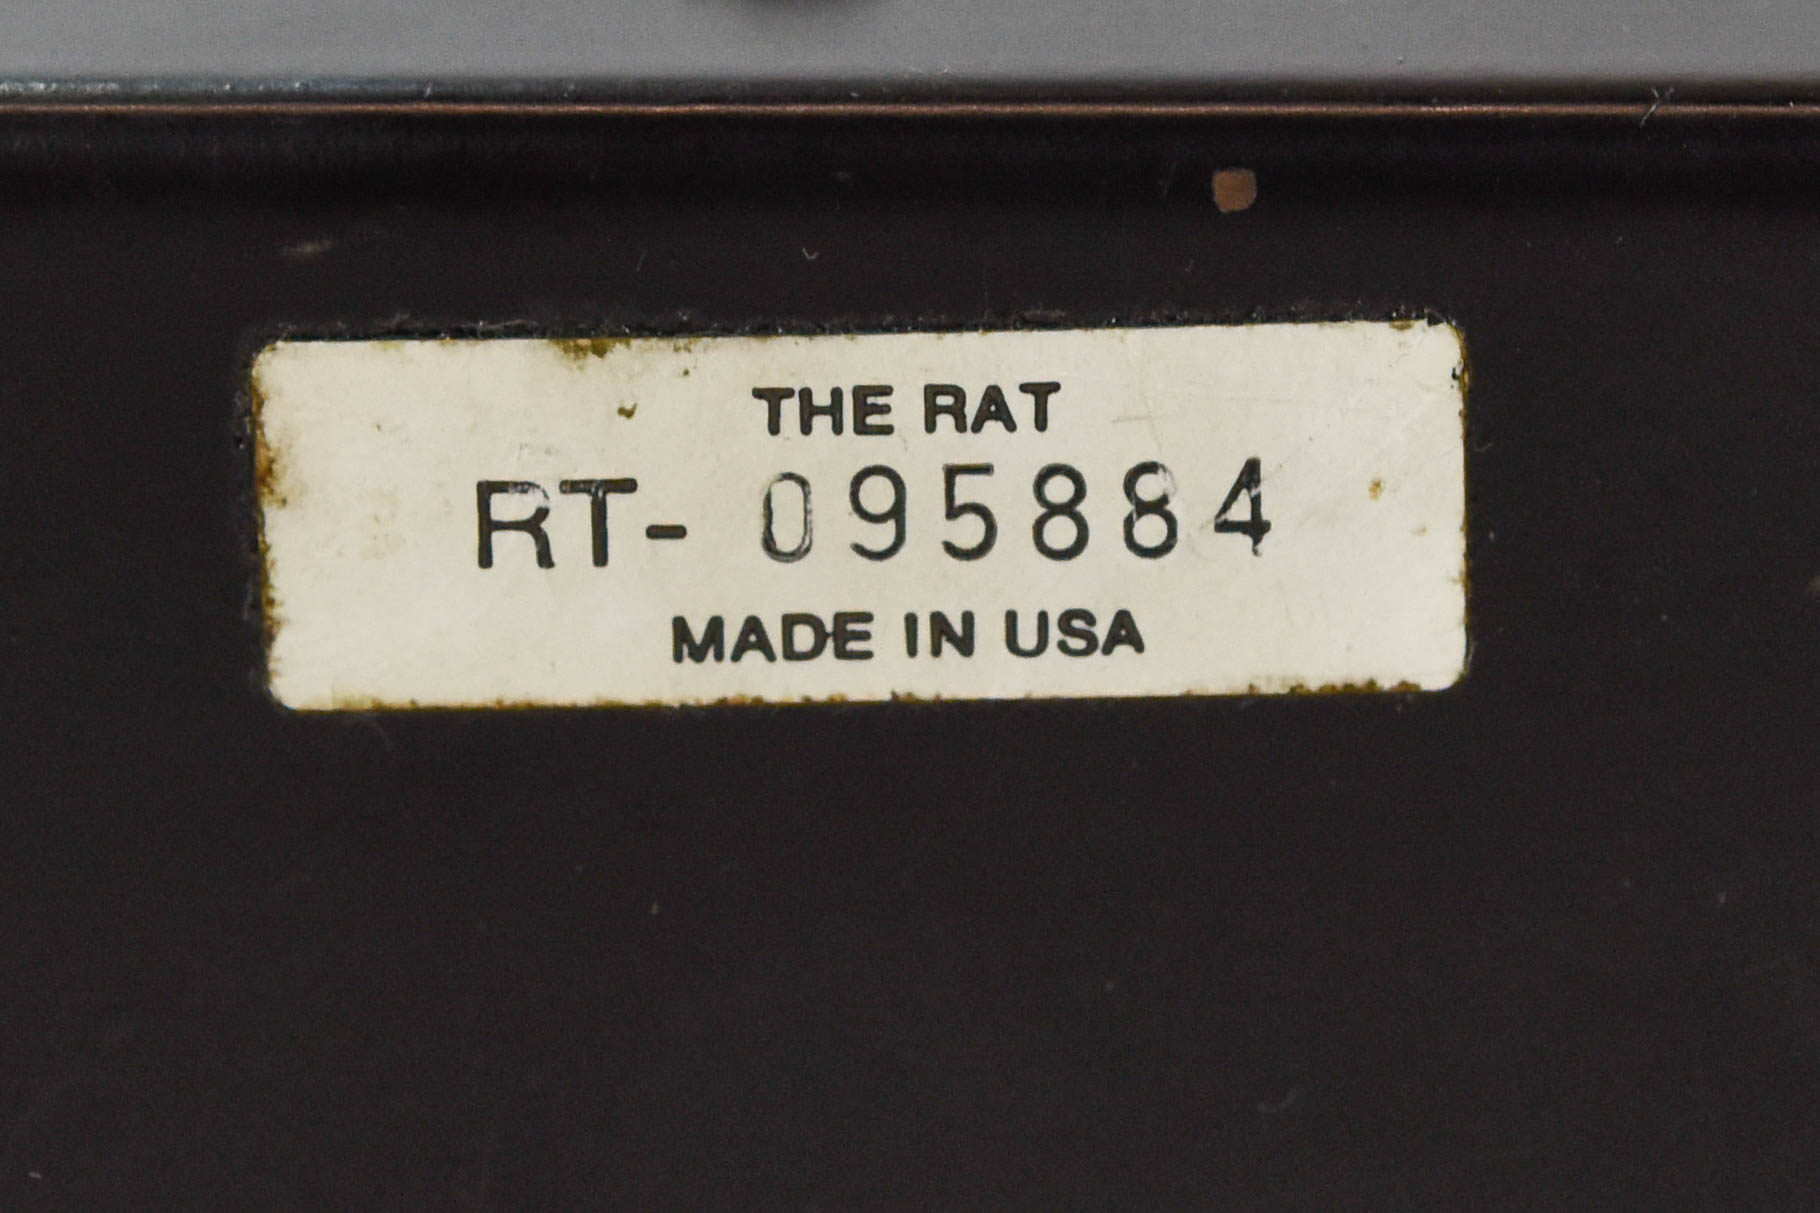 THE RAT
RT- 095884
MADE IN USA